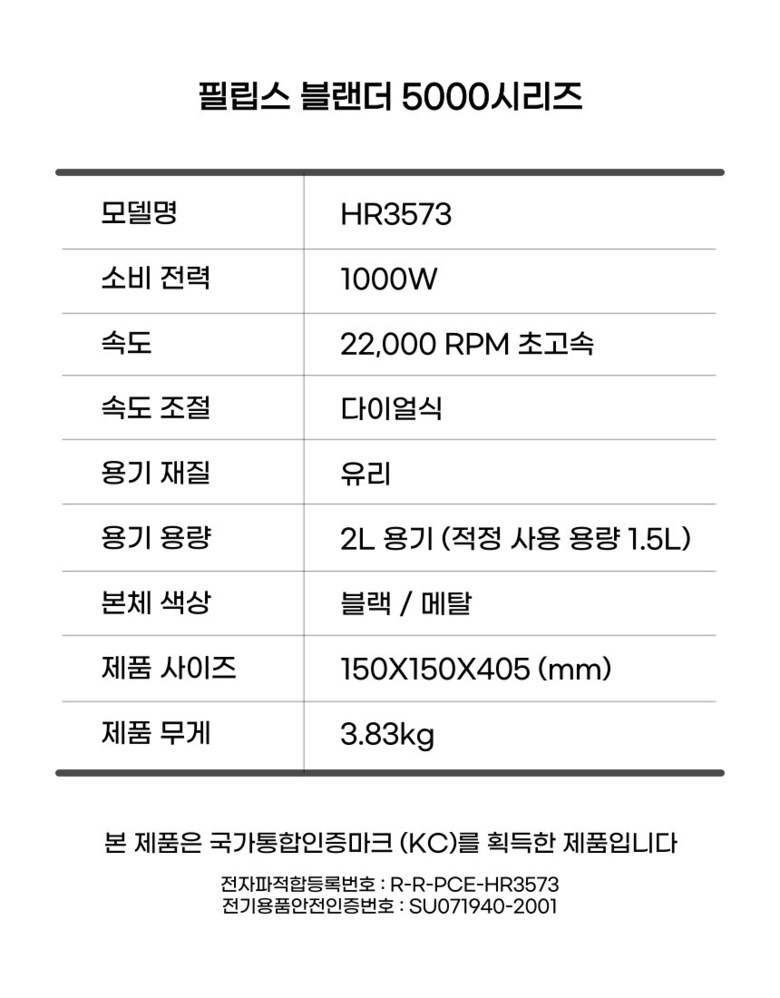 필립스 블랜더 5000시리즈
모델명 HR3573
소비 전력 1000W
속도 22,000 RPM 초고속
속도 조절 다이얼식
용기 재질 유리
용기 용량 2L 용기 (적정 사용 용량 1.5L)
본체 색상 블랙 / 메탈
제품 사이즈 150X150X405 (mm)
제품 무게 3.83kg
본 제품은 국가통합인증마크 (KC)를 획득한 제품입니다
전자파적합등록번호 : R-R-PCE-HR3573
전기용품안전인증번호 : SU071940-2001